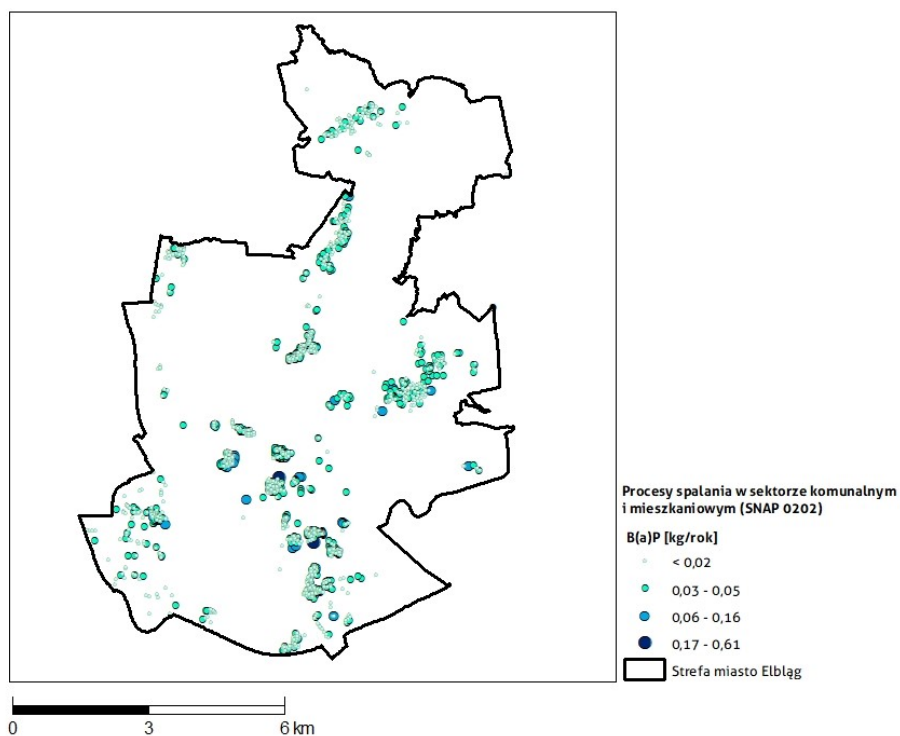 Procesy spalania w sektorze komunalnym
i mieszkaniowym (SNAP 0202)
B(a)P [kg/rok]
< 0,02
0,03 - 0,05
0,06 - 0,16
0,17 - 0,61
Strefa miasto Elbląg
0 3 6 km